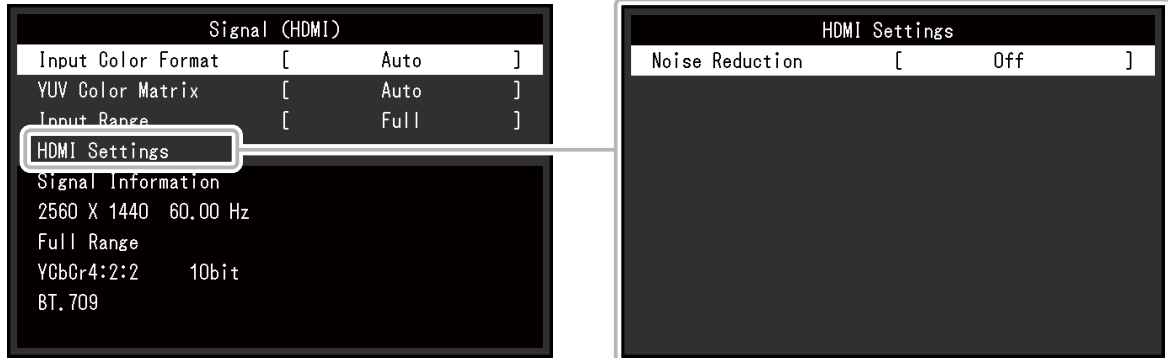 Signal (HDMI)
Input Color Format [ Auto ]
YUV Color Matrix [ Auto ]
Input Range [ Full ]
HDMI Settings
Signal Information
2560 X 1440 60.00 Hz
Full Range
YCbCr4:2:2 10bit
BT.709
HDMI Settings
Noise Reduction [ Off ]